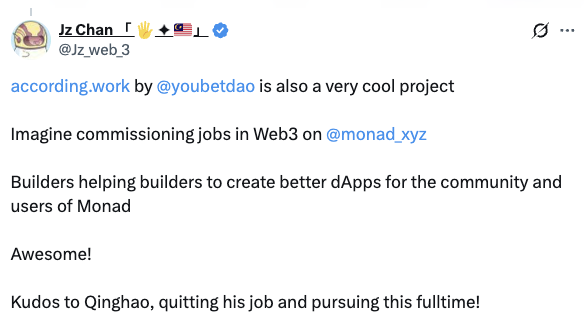 Jz Chan「🖐✦🇲🇾」
@Jz_web_3
according.work by @youbetdao is also a very cool project
Imagine commissioning jobs in Web3 on @monad_xyz
Builders helping builders to create better dApps for the community and
users of Monad
Awesome!
Kudos to Qinghao, quitting his job and pursuing this fulltime!